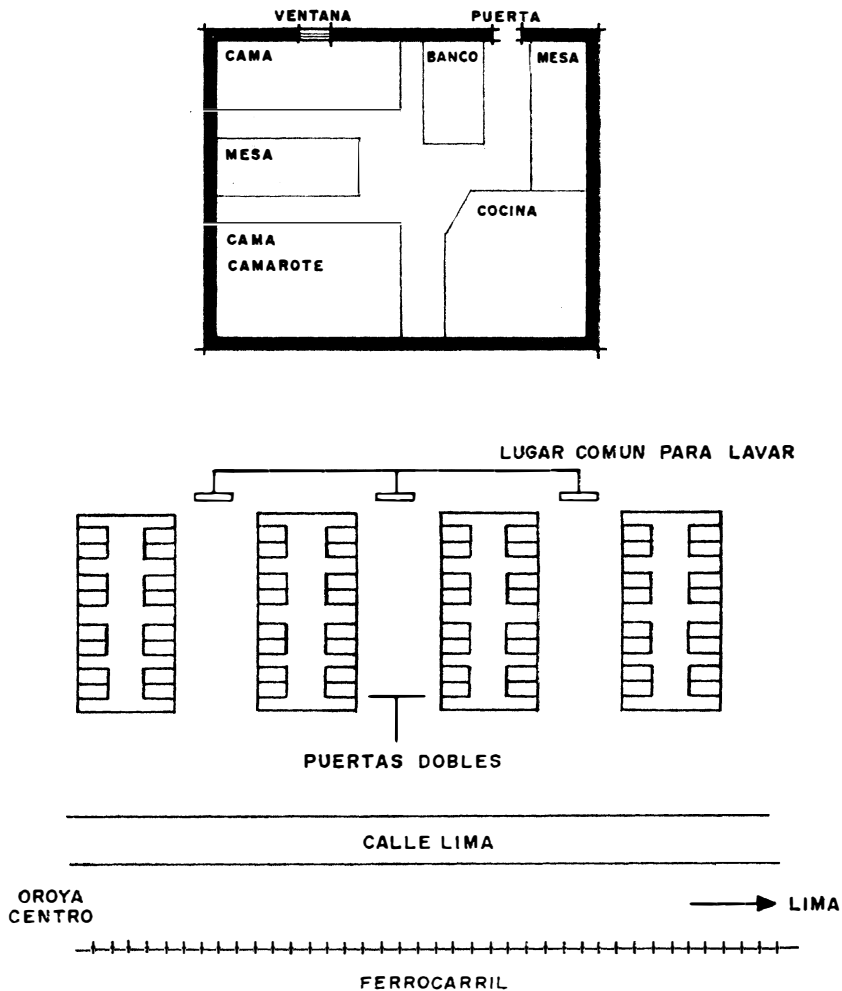 VENTANA
PUERTA
CAMA
BANCO
MESA
MESA
COCINA
CAMA
CAMAROTE
LUGAR COMUN PARA LAVAR
PUERTAS DOBLES
CALLE LIMA
OROYA
CENTRO
LIMA
FERROCARRIL